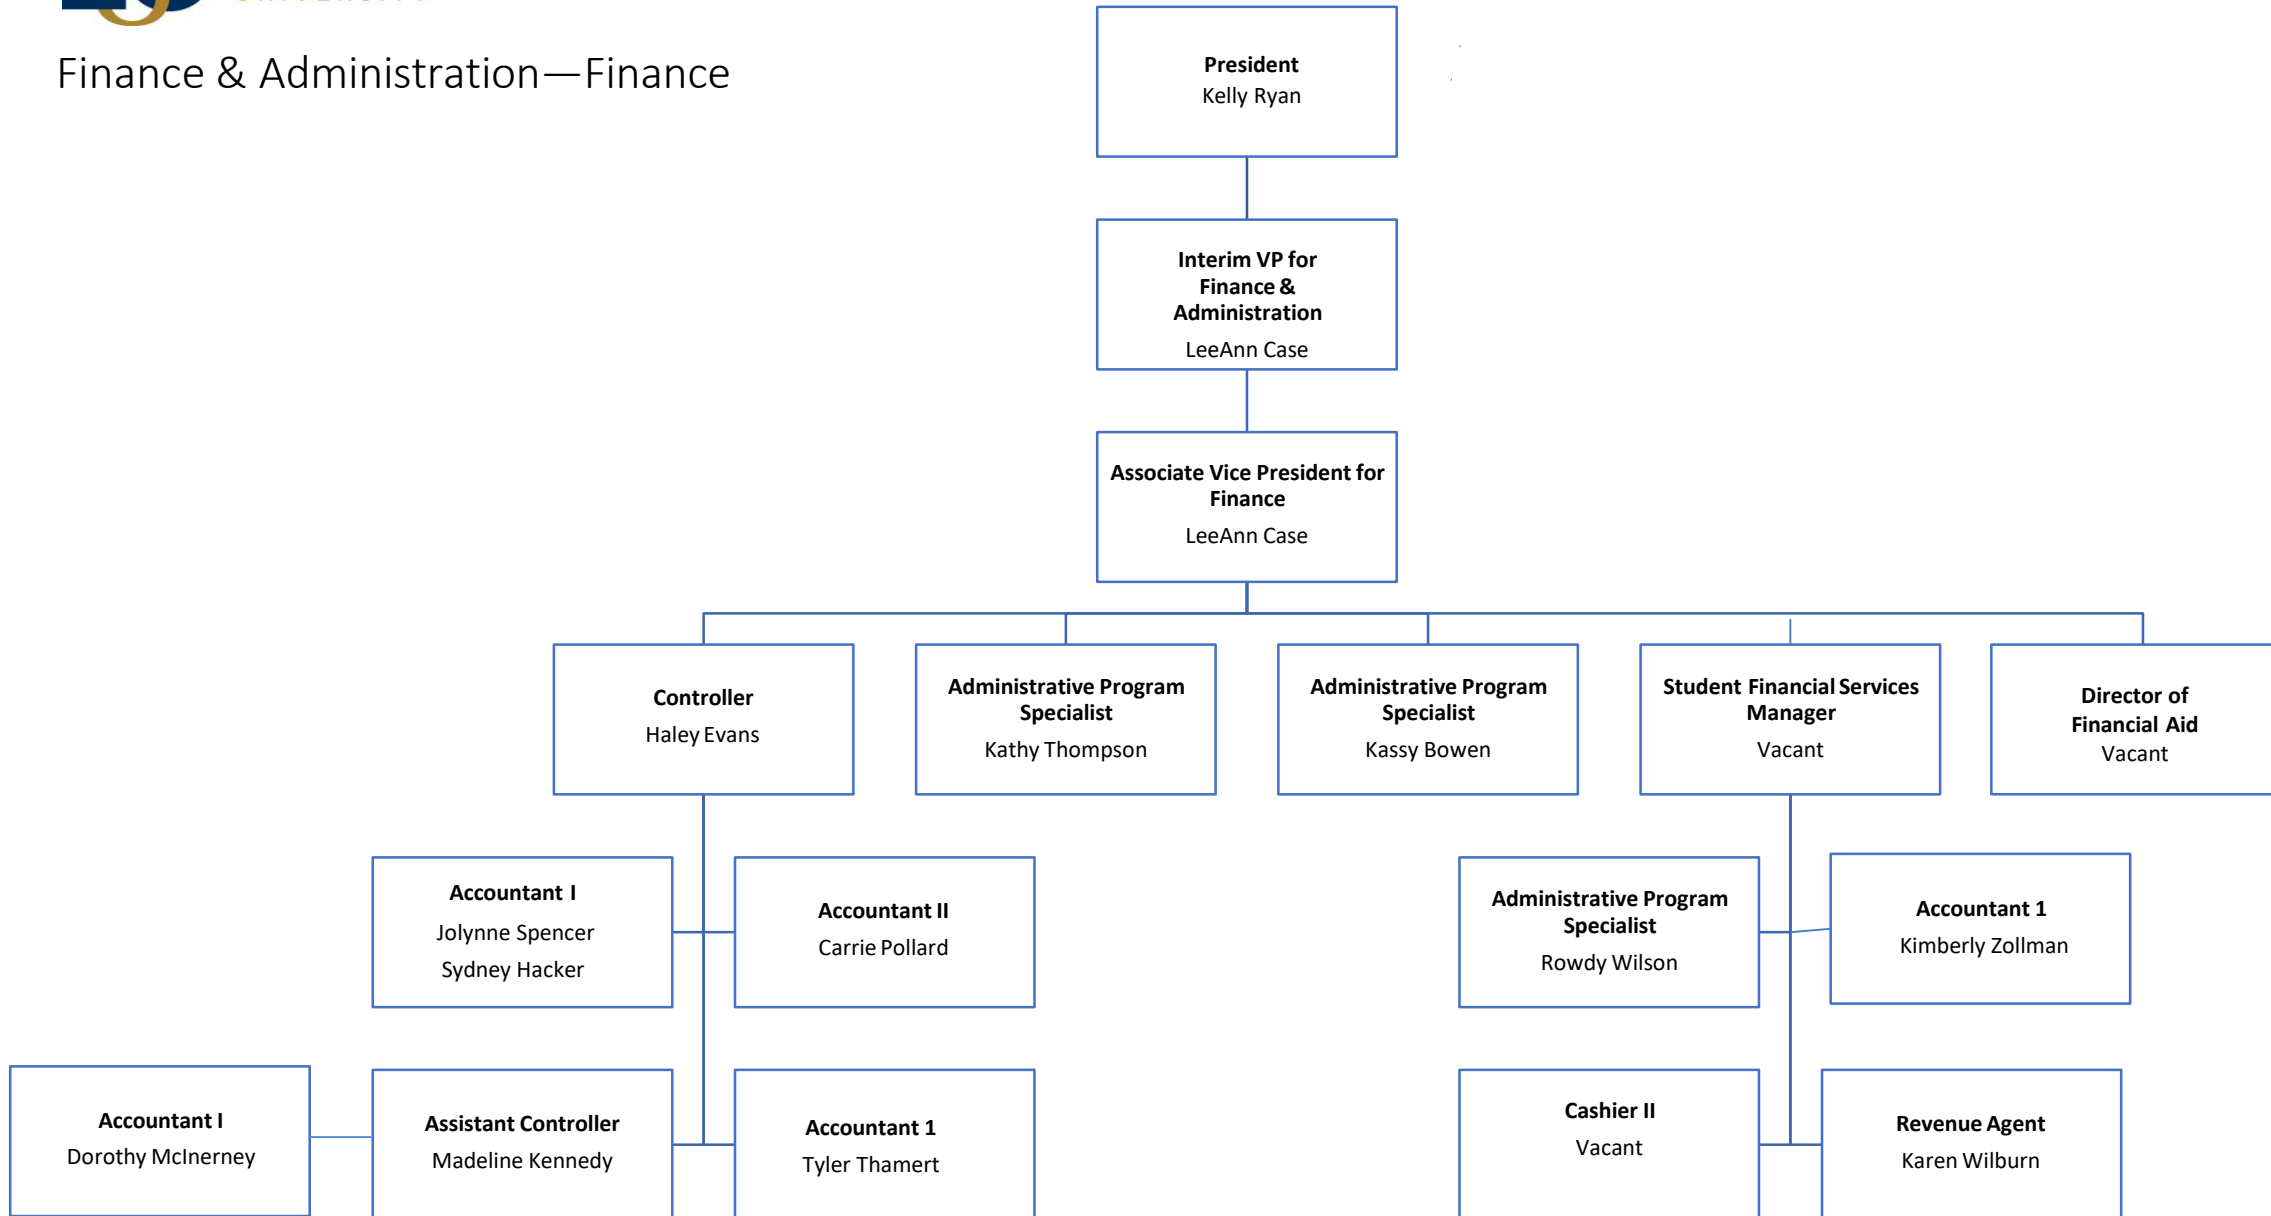 Finance & Administration—Finance
President
Kelly Ryan
Interim VP for
Finance &
Administration
LeeAnn Case
Associate Vice President for
Finance
LeeAnn Case
Controller
Haley Evans
Administrative Program
Specialist
Kathy Thompson
Administrative Program
Specialist
Kassy Bowen
Student Financial Services
Manager
Vacant
Director of
Financial Aid
Vacant
Accountant I
Jolynne Spencer
Sydney Hacker
Accountant II
Carrie Pollard
Administrative Program
Specialist
Rowdy Wilson
Accountant 1
Kimberly Zollman
Accountant I
Dorothy McInerney
Assistant Controller
Madeline Kennedy
Accountant 1
Tyler Thamert
Cashier II
Vacant
Revenue Agent
Karen Wilburn